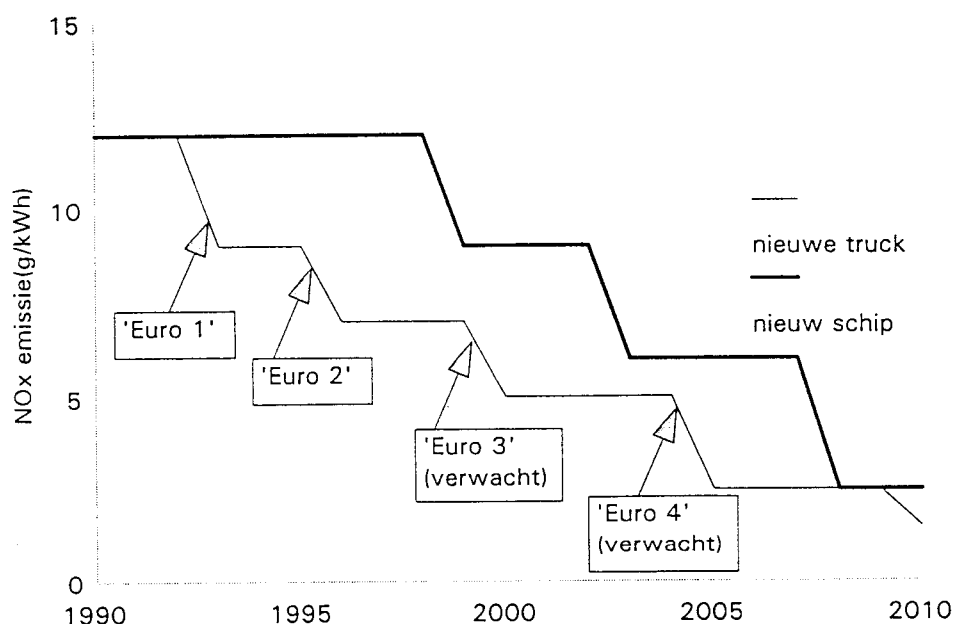 15
10
5
0
NOx emissie(g/kWh)
1990
1995
2000
2005
2010
'Euro 1'
'Euro 2'
'Euro 3'
(verwacht)
'Euro 4'
(verwacht)
nieuwe truck
nieuw schip